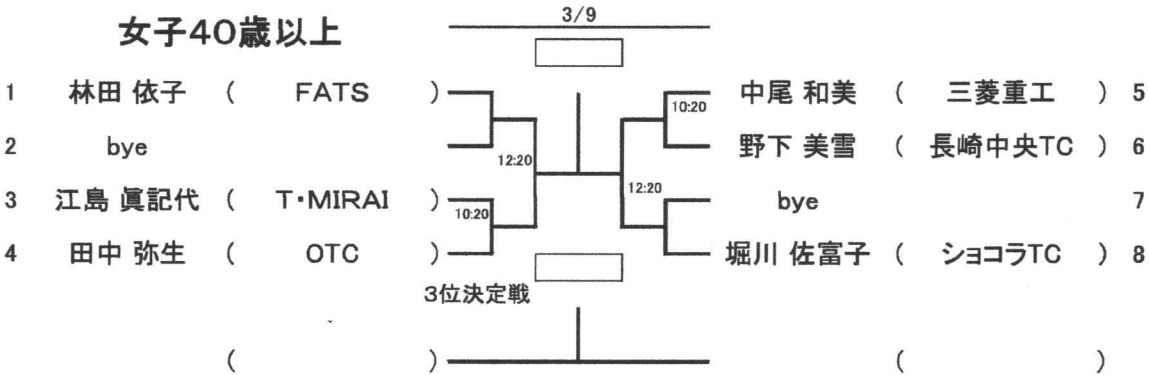 女子40歳以上
3/9
1 林田 依子 ( FATS ) 中尾 和美 ( 三菱重工 ) 5
10:20
2 bye 野下 美雪 ( 長崎中央TC ) 6
12:20
12:20
3 江島 眞記代 ( T・MIRAI ) bye 7
10:20
4 田中 弥生 ( OTC ) 堀川 佐富子 ( ショコラTC ) 8
3位決定戦
( ) ( )